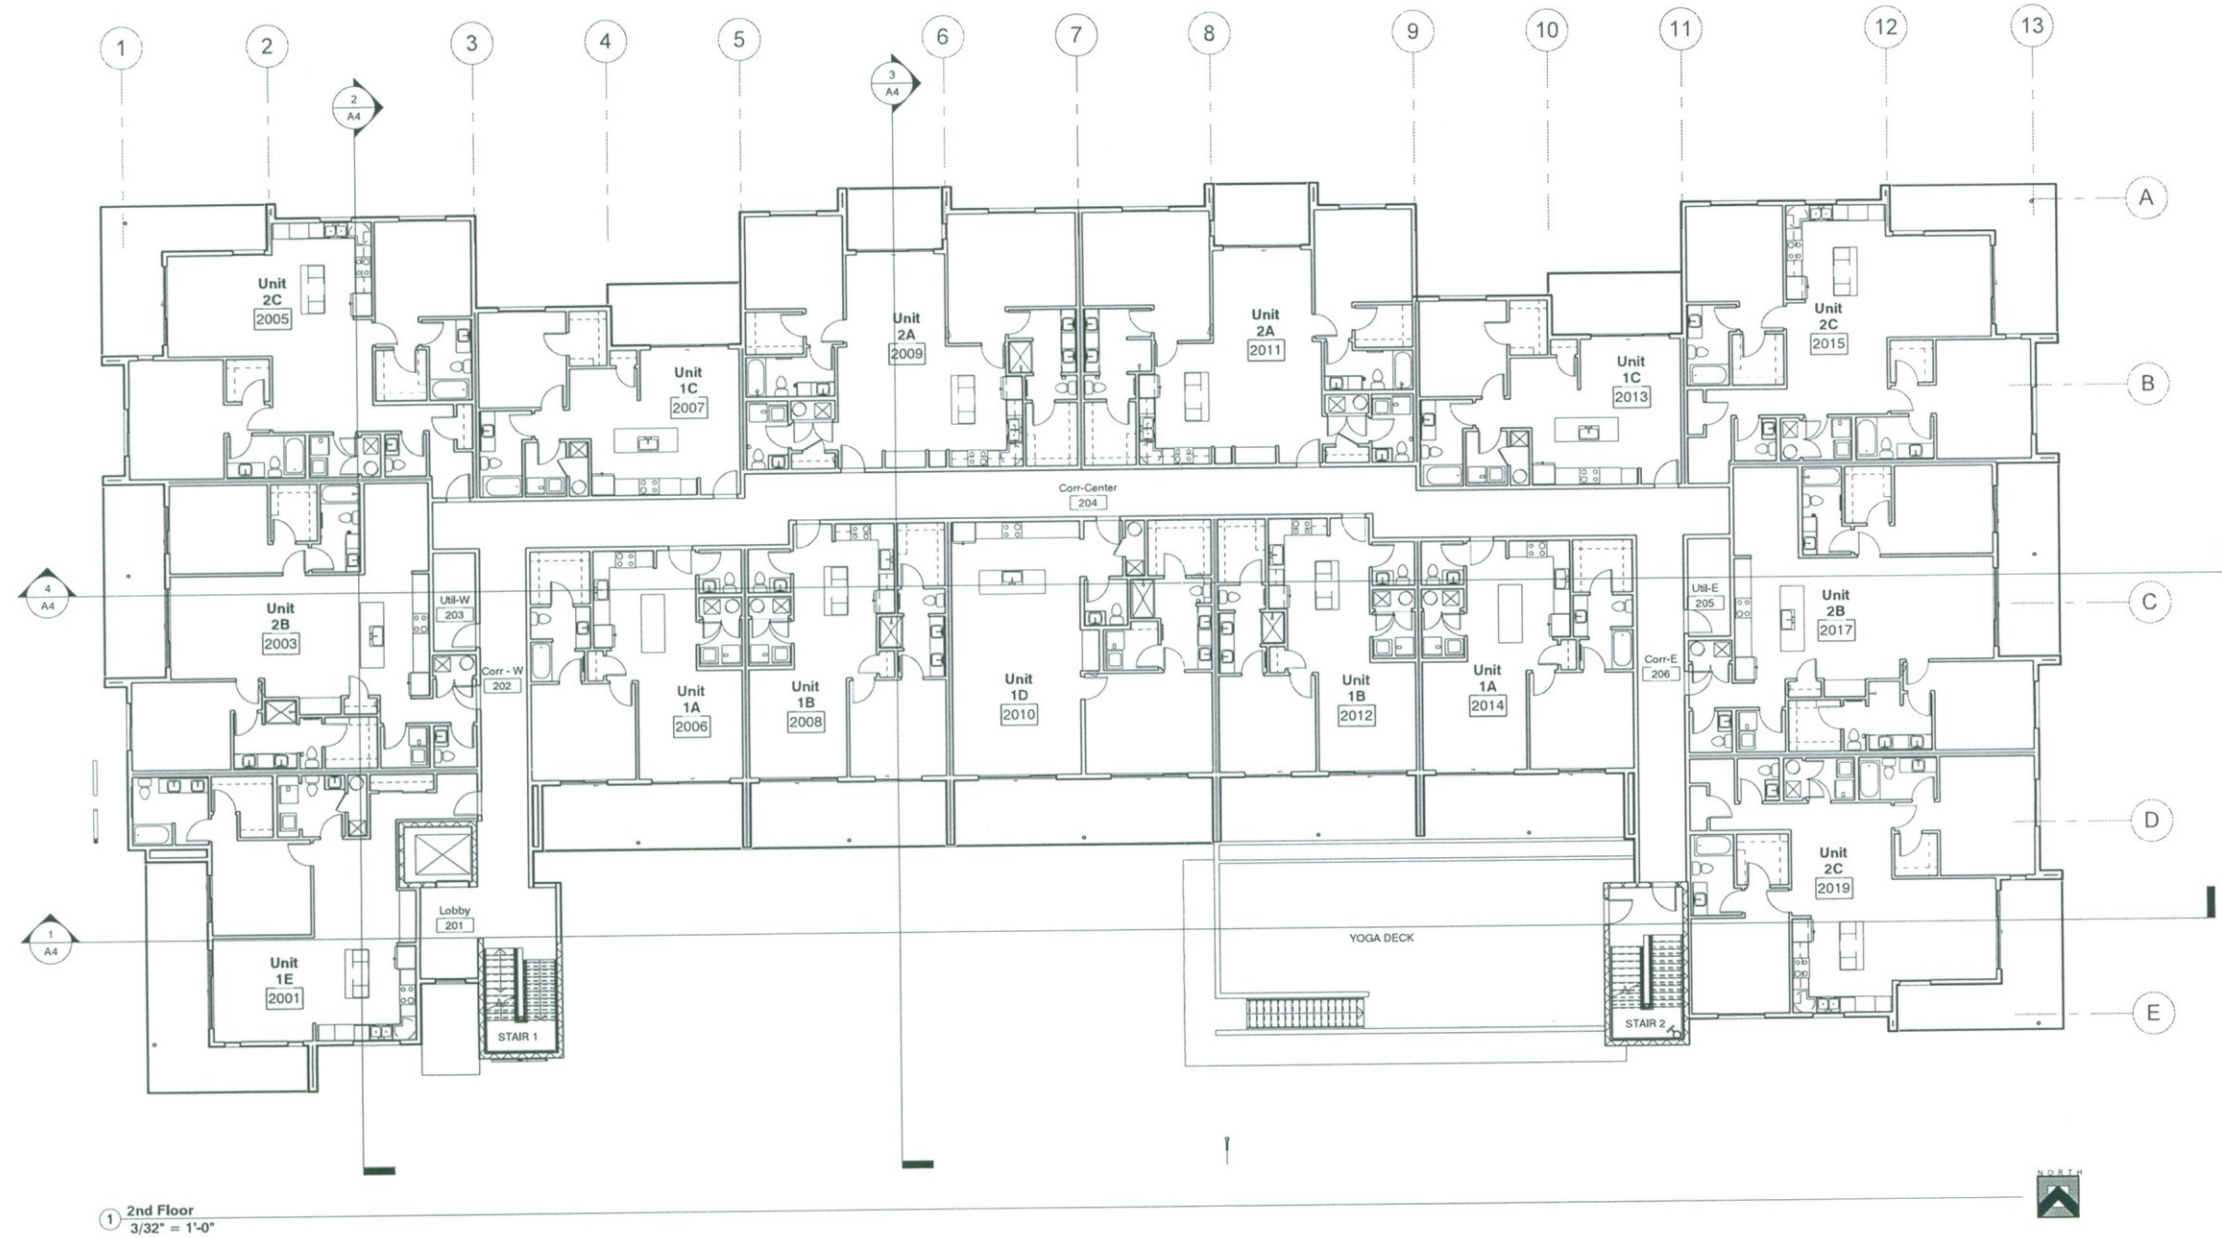 1 2 3 4 5 6 7 8 9 10 11 12 13
2
A4
3
A4
A
B
C
D
E
Unit
2C
2005
Unit
1C
2007
Unit
2A
2009
Unit
2A
2011
Unit
1C
2013
Unit
2C
2015
Corr-Center
204
4
A4
Unit
2B
2003
Util-W
203
Corr - W
202
Unit
1A
2006
Unit
1B
2008
Unit
1D
2010
Unit
1B
2012
Unit
1A
2014
Corr-E
206
Util-E
205
Unit
2B
2017
Unit
2C
2019
1
A4
Lobby
201
Unit
1E
2001
STAIR 1
YOGA DECK
STAIR 2
NORTH
1
2nd Floor
3/32" = 1'-0"